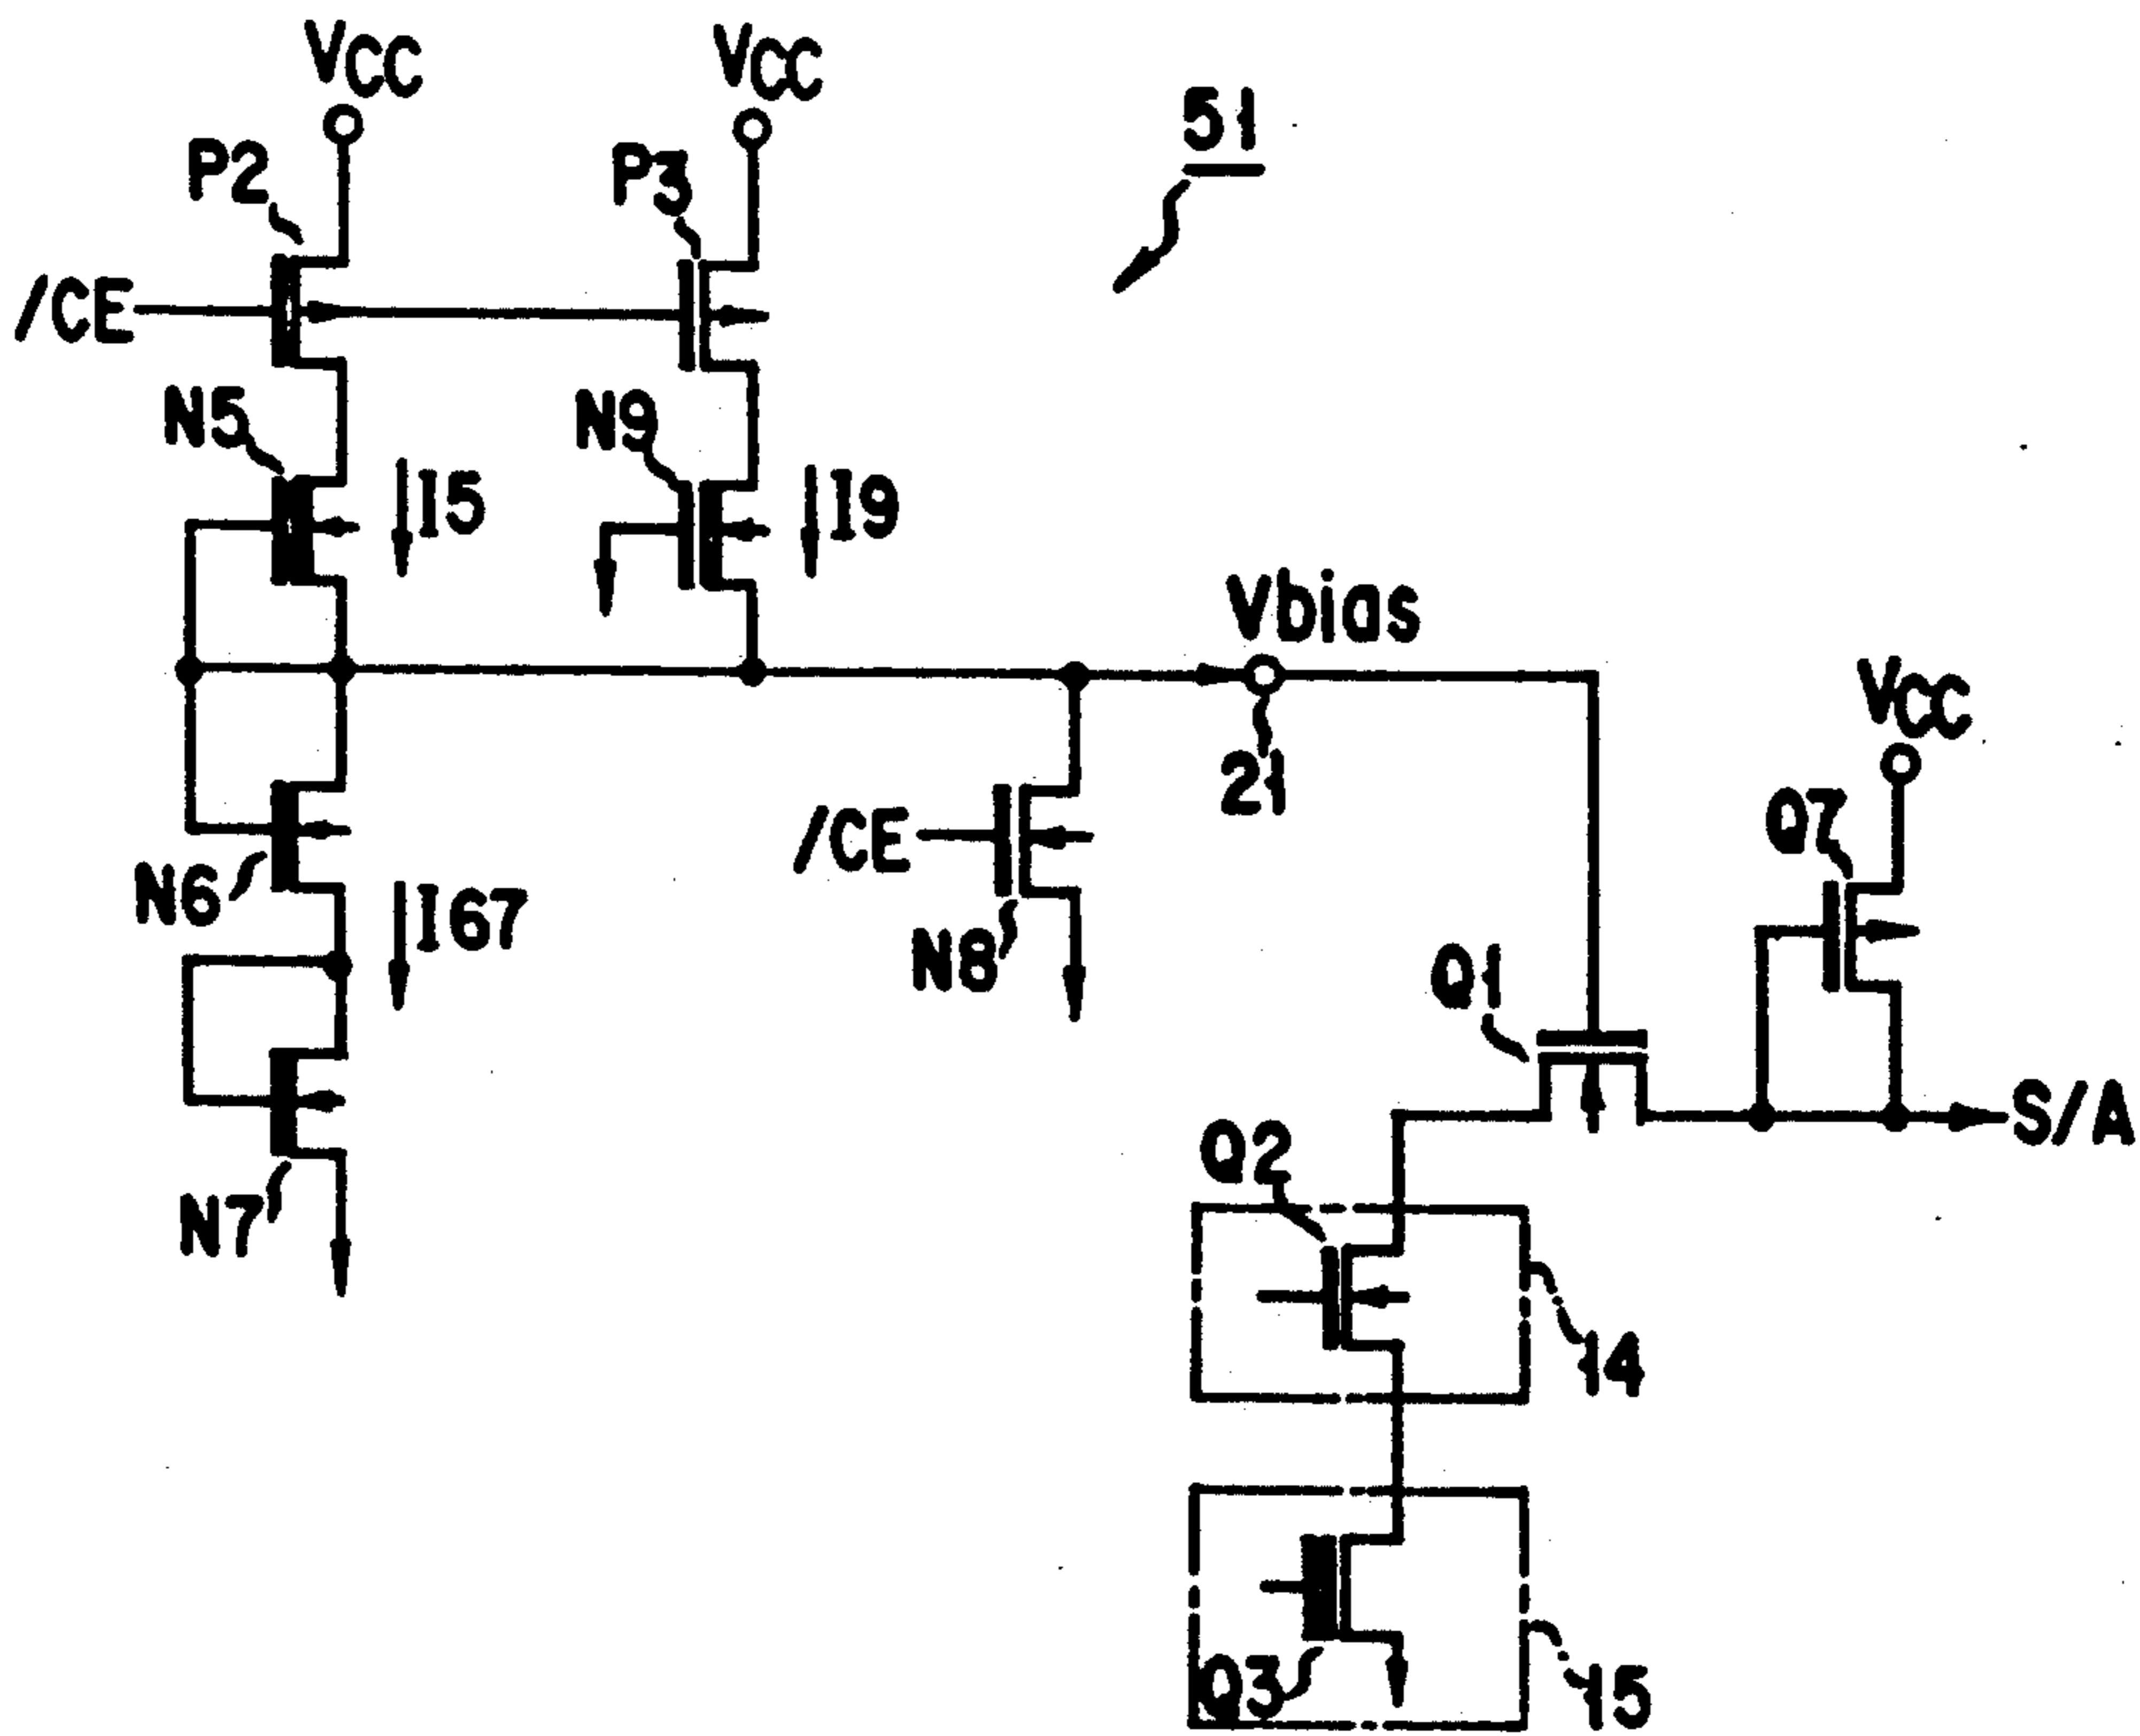 VCC
VCC
51
P2
P3
/CE
N5
I5
N9
I9
Vbias
21
VCC
/CE
Q7
N6
I67
N8
Q1
S/A
Q2
N7
14
Q3
15